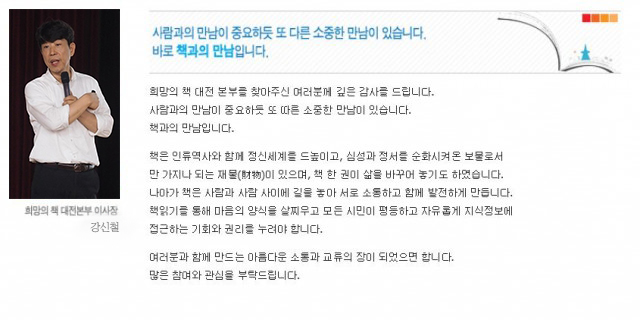 사람과의 만남이 중요하듯 또 다른 소중한 만남이 있습니다.
바로 책과의 만남입니다.
희망의 책 대전 본부를 찾아주신 여러분께 깊은 감사를 드립니다.
사람과의 만남이 중요하듯 또 따른 소중한 만남이 있습니다.
책과의 만남입니다.
책은 인류역사와 함께 정신세계를 드높이고, 심성과 정서를 순화시켜온 보물로서
만 가지나 되는 재물(財物)이 있으며, 책 한 권이 삶을 바꾸어 놓기도 하였습니다.
나아가 책은 사람과 사람 사이에 길을 놓아 서로 소통하고 함께 발전하게 만듭니다.
책읽기를 통해 마음의 양식을 살찌우고 모든 시민이 평등하고 자유롭게 지식정보에
접근하는 기회와 권리를 누려야 합니다.
여러분과 함께 만드는 아름다운 소통과 교류의 장이 되었으면 합니다.
많은 참여와 관심을 부탁드립니다.
희망의 책 대전본부 이사장
강신철